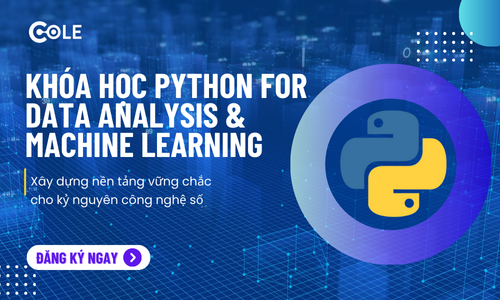 COLE
KHÓA HỌC PYTHON FOR
DATA ANALYSIS &
MACHINE LEARNING
Xây dựng nền tảng vững chắc
cho kỷ nguyên công nghệ số
ĐĂNG KÝ NGAY